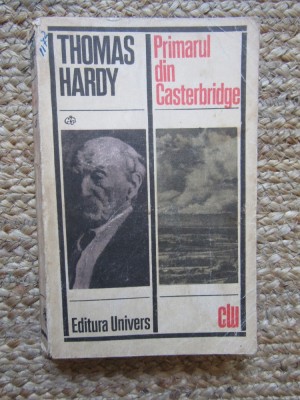 THOMAS
HARDY
Primarul
din
Casterbridge
Editura Univers
clu